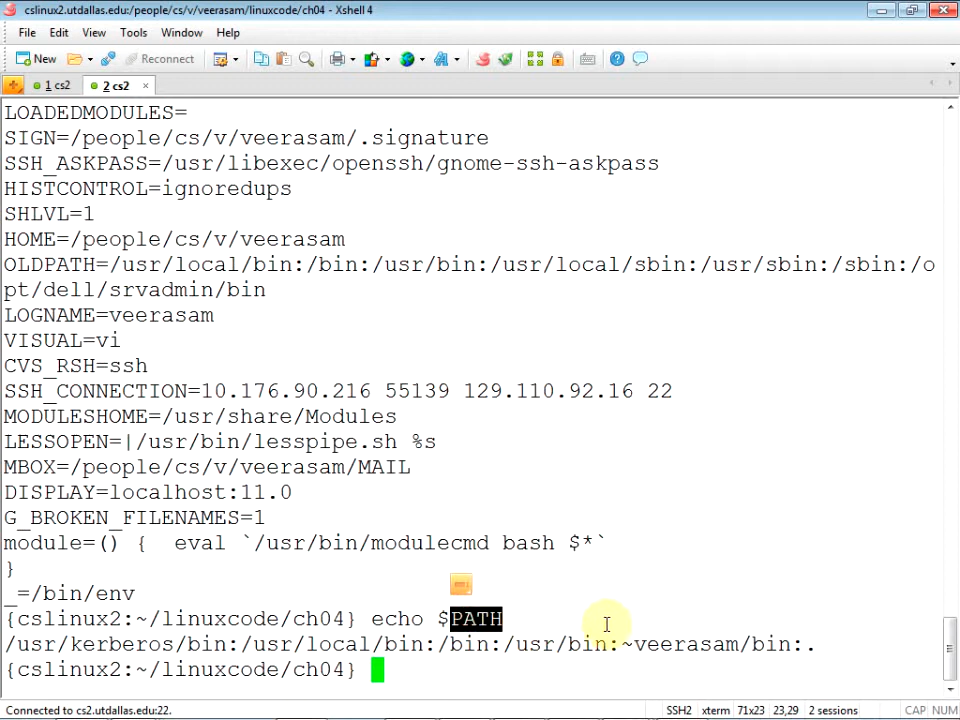 cslinux2.utdallas.edu:/people/cs/v/veerasam/linuxcode/ch04 - Xshell 4
File Edit View Tools Window Help
New Reconnect
1 cs2 2 cs2
LOADEDMODULES=
SIGN=/people/cs/v/veerasam/.signature
SSH_ASKPASS=/usr/libexec/openssh/gnome-ssh-askpass
HISTCONTROL=ignoredups
SHLVL=1
HOME=/people/cs/v/veerasam
OLDPATH=/usr/local/bin:/bin:/usr/bin:/usr/local/sbin:/usr/sbin:/sbin:/o
pt/dell/srvadmin/bin
LOGNAME=veerasam
VISUAL=vi
CVS_RSH=ssh
SSH_CONNECTION=10.176.90.216 55139 129.110.92.16 22
MODULESHOME=/usr/share/Modules
LESSOPEN=|/usr/bin/lesspipe.sh %s
MBOX=/people/cs/v/veerasam/MAIL
DISPLAY=localhost:11.0
G_BROKEN_FILENAMES=1
module=() {  eval `/usr/bin/modulecmd bash $*`
}
_=/bin/env
{cslinux2:~/linuxcode/ch04} echo $PATH
/usr/kerberos/bin:/usr/local/bin:/bin:/usr/bin:~veerasam/bin:.
{cslinux2:~/linuxcode/ch04}
Connected to cs2.utdallas.edu:22. SSH2 xterm 71x23 23,29 2 sessions CAP NUM